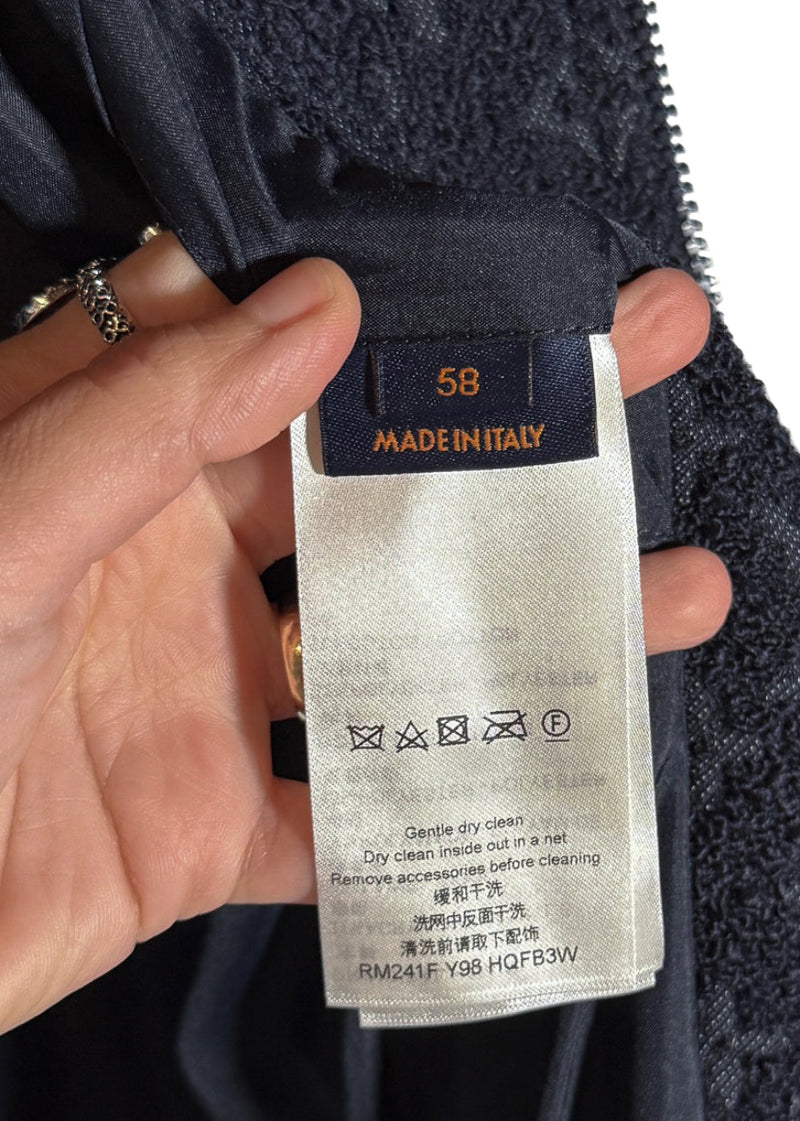 58
MADE IN ITALY
F
Gentle dry clean
Dry clean inside out in a net
Remove accessories before cleaning
缓和干洗
洗网中反面干洗
清洗前请取下配饰
RM241F Y98 HQFB3W